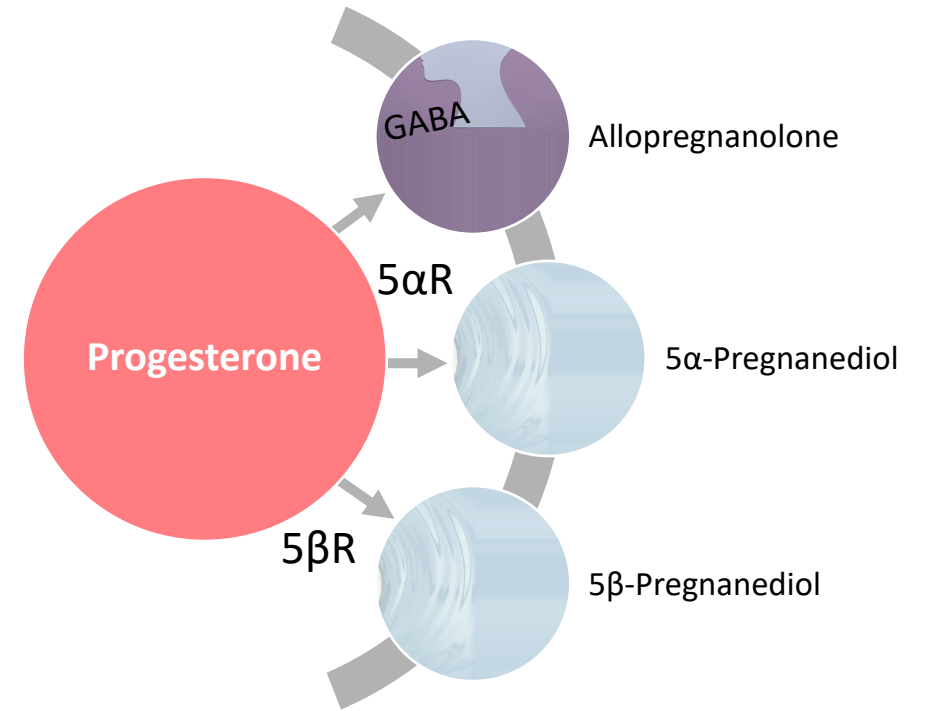 GABA
Allopregnanolone
5αR
Progesterone
5α-Pregnanediol
5βR
5β-Pregnanediol